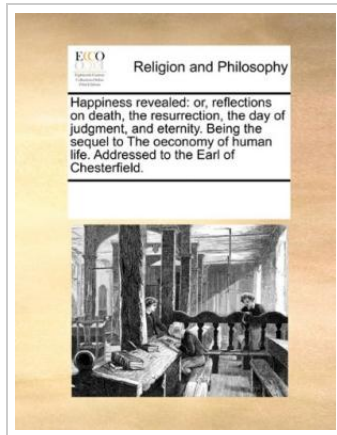 ECCO
Religion and Philosophy
Happiness revealed: or, reflections
on death, the resurrection, the day of
judgment, and eternity. Being the
sequel to The oeconomy of human
life. Addressed to the Earl of
Chesterfield.